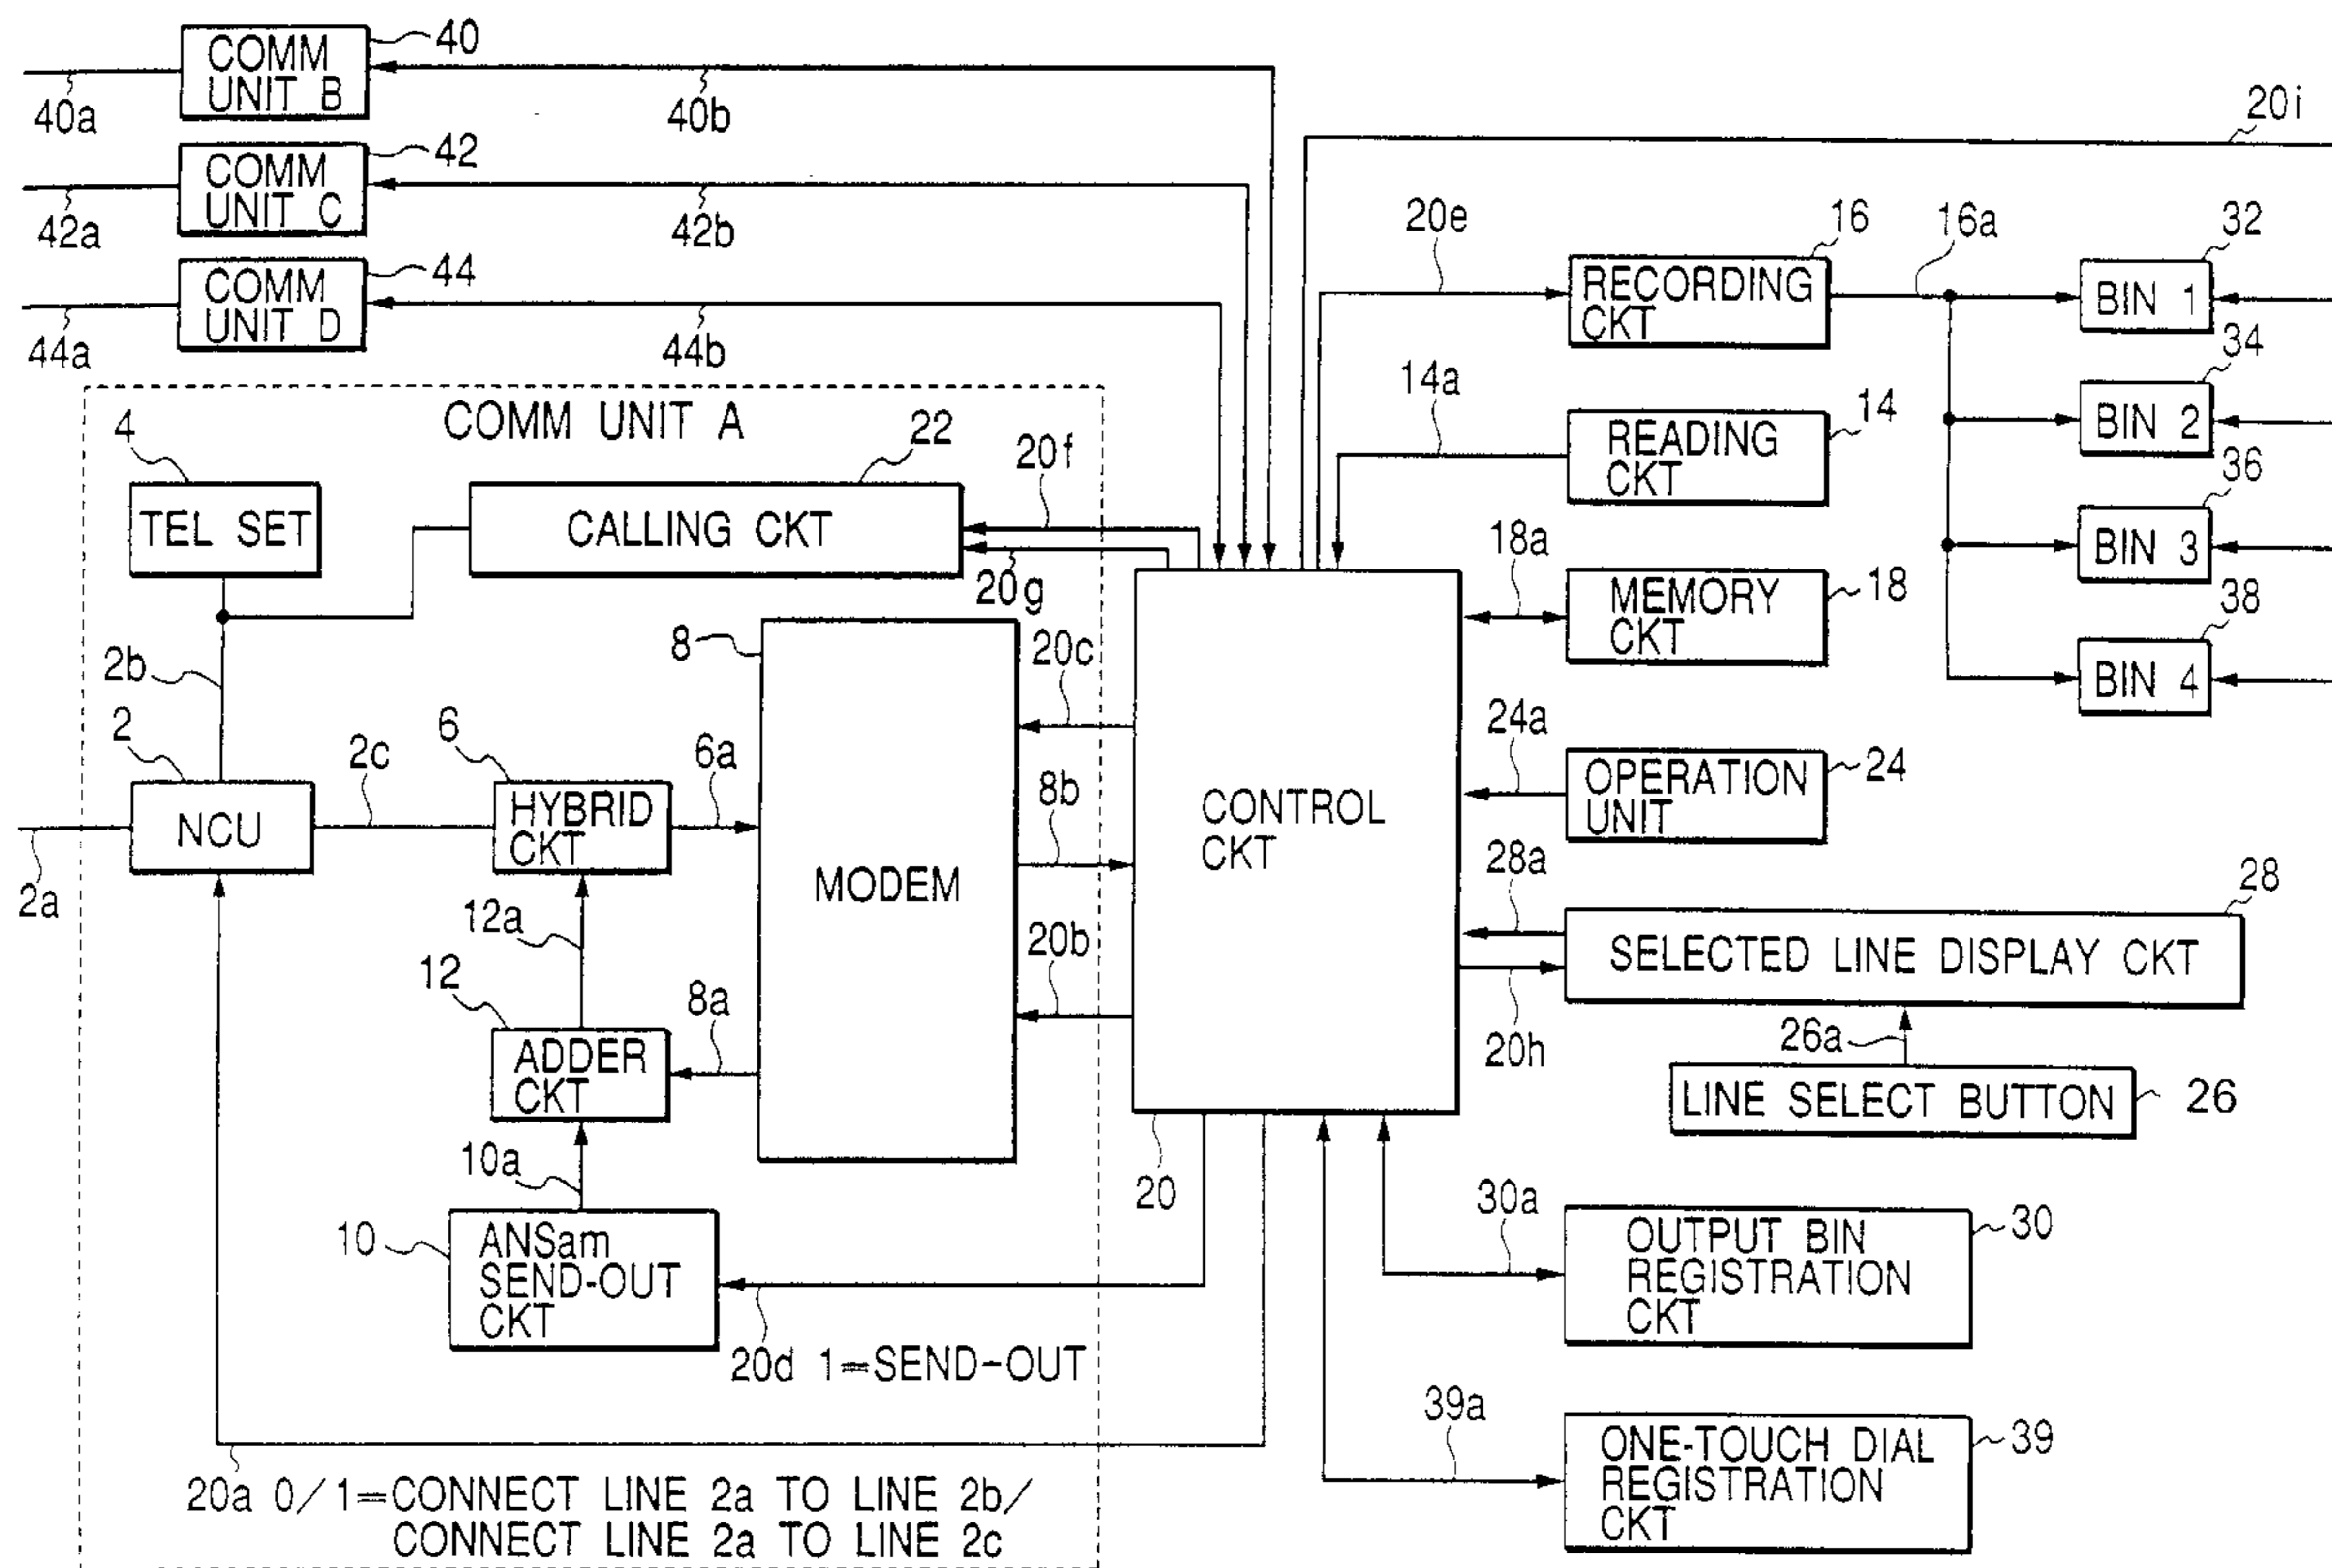 COMM
UNIT B
40
40a
40b
20i
COMM
UNIT C
42
42a
42b
COMM
UNIT D
44
44a
44b
20e
RECORDING
CKT
16
16a
BIN 1
32
BIN 2
34
BIN 3
36
BIN 4
38
14a
READING
CKT
14
COMM UNIT A
4
TEL SET
22
CALLING CKT
20f
20g
18a
MEMORY
CKT
18
2b
8
20c
2
NCU
2a
2c
6
HYBRID
CKT
6a
MODEM
8b
CONTROL
CKT
24a
OPERATION
UNIT
24
28a
28
SELECTED LINE DISPLAY CKT
12a
20b
20h
26a
LINE SELECT BUTTON
26
12
ADDER
CKT
8a
10a
20
10
ANSam
SEND-OUT
CKT
30a
OUTPUT BIN
REGISTRATION
CKT
30
20d 1=SEND-OUT
39a
ONE-TOUCH DIAL
REGISTRATION
CKT
39
20a 0/1=CONNECT LINE 2a TO LINE 2b/
CONNECT LINE 2a TO LINE 2c